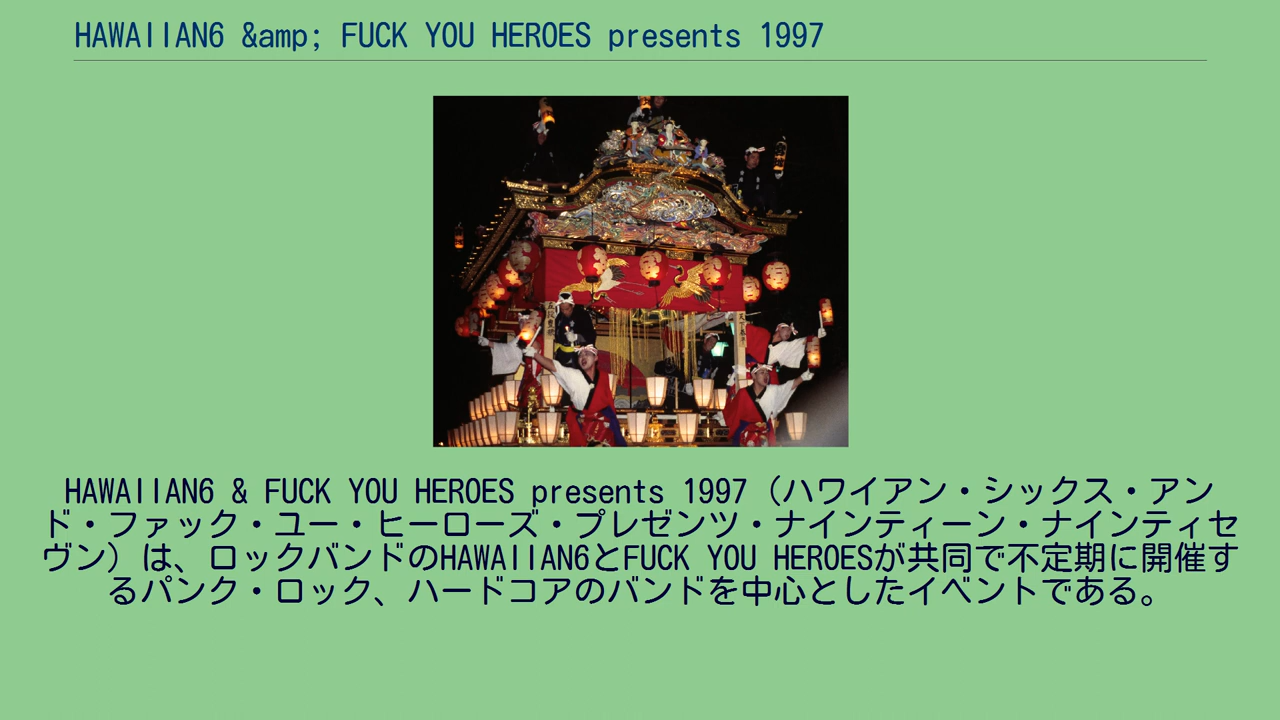 HAWAIIAN6 &amp; FUCK YOU HEROES presents 1997
HAWAIIAN6 & FUCK YOU HEROES presents 1997（ハワイアン・シックス・アン
ド・ファック・ユー・ヒーローズ・プレゼンツ・ナインティーン・ナインティセ
ヴン）は、ロックバンドのHAWAIIAN6とFUCK YOU HEROESが共同で不定期に開催す
るパンク・ロック、ハードコアのバンドを中心としたイベントである。